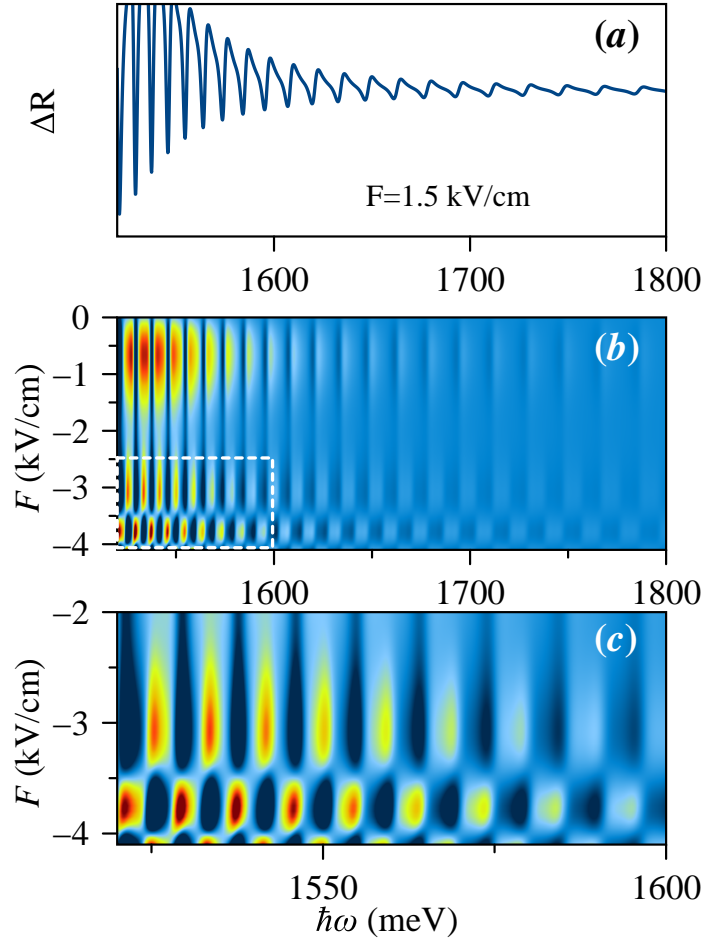 (a)
ΔR
F=1.5 kV/cm
1600 1700 1800
(b)
F (kV/cm)
0
−1
−2
−3
−4
1600 1700 1800
(c)
F (kV/cm)
−2
−3
−4
1550 1600
ℏω (meV)